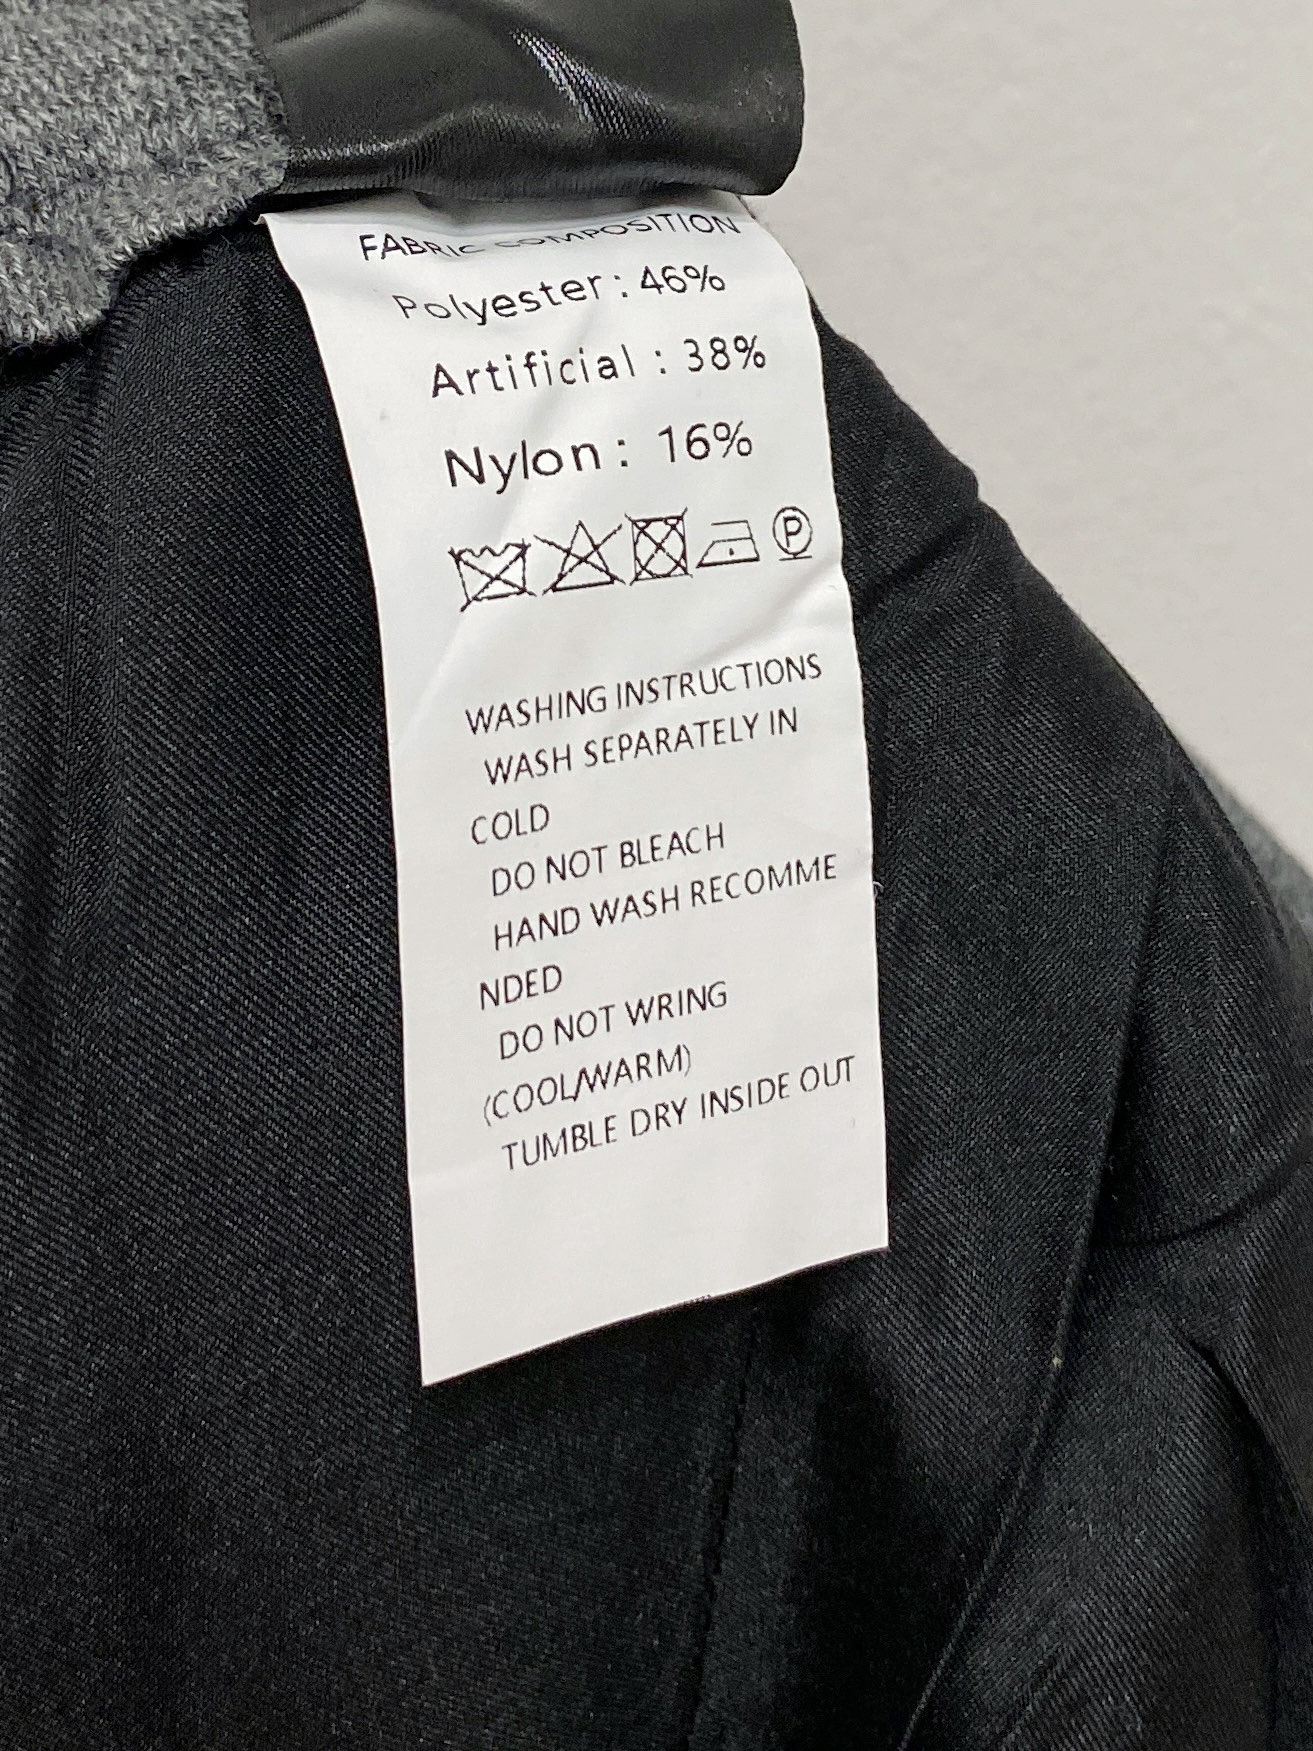 FABRIC COMPOSITION
Polyester: 46%
Artificial : 38%
Nylon: 16%
P
WASHING INSTRUCTIONS
WASH SEPARATELY IN
COLD
DO NOT BLEACH
HAND WASH RECOMME
NDED
DO NOT WRING
(COOL/WARM)
TUMBLE DRY INSIDE OUT